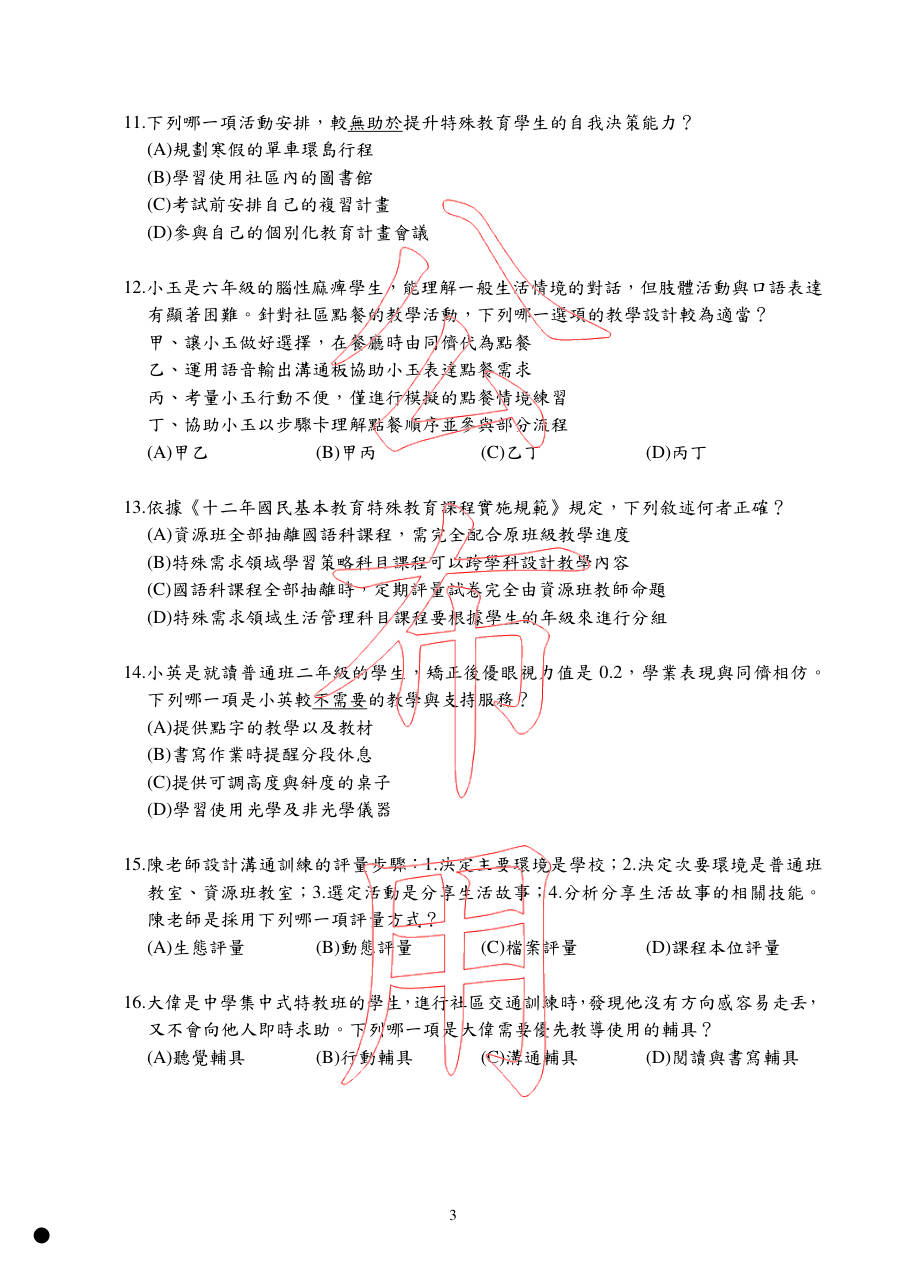 11.下列哪一項活動安排，較無助於提升特殊教育學生的自我決策能力？
(A)規劃寒假的單車環島行程
(B)學習使用社區內的圖書館
(C)考試前安排自己的複習計畫
(D)參與自己的個別化教育計畫會議
12.小玉是六年級的腦性麻痺學生，能理解一般生活情境的對話，但肢體活動與口語表達
有顯著困難。針對社區點餐的教學活動，下列哪一選項的教學設計較為適當？
甲、讓小玉做好選擇，在餐廳時由同儕代為點餐
乙、運用語音輸出溝通板協助小玉表達點餐需求
丙、考量小玉行動不便，僅進行模擬的點餐情境練習
丁、協助小玉以步驟卡理解點餐順序並參與部分流程
(A)甲乙 (B)甲丙 (C)乙丁 (D)丙丁
13.依據《十二年國民基本教育特殊教育課程實施規範》規定，下列敘述何者正確？
(A)資源班全部抽離國語科課程，需完全配合原班級教學進度
(B)特殊需求領域學習策略科目課程可以跨學科設計教學內容
(C)國語科課程全部抽離時，定期評量試卷完全由資源班教師命題
(D)特殊需求領域生活管理科目課程要根據學生的年級來進行分組
14.小英是就讀普通班二年級的學生，矯正後優眼視力值是 0.2，學業表現與同儕相仿。
下列哪一項是小英較不需要的教學與支持服務？
(A)提供點字的教學以及教材
(B)書寫作業時提醒分段休息
(C)提供可調高度與斜度的桌子
(D)學習使用光學及非光學儀器
15.陳老師設計溝通訓練的評量步驟：1.決定主要環境是學校；2.決定次要環境是普通班
教室、資源班教室；3.選定活動是分享生活故事；4.分析分享生活故事的相關技能。
陳老師是採用下列哪一項評量方式？
(A)生態評量 (B)動態評量 (C)檔案評量 (D)課程本位評量
16.大偉是中學集中式特教班的學生，進行社區交通訓練時，發現他沒有方向感容易走丟，
又不會向他人即時求助。下列哪一項是大偉需要優先教導使用的輔具？
(A)聽覺輔具 (B)行動輔具 (C)溝通輔具 (D)閱讀與書寫輔具
公布用
3